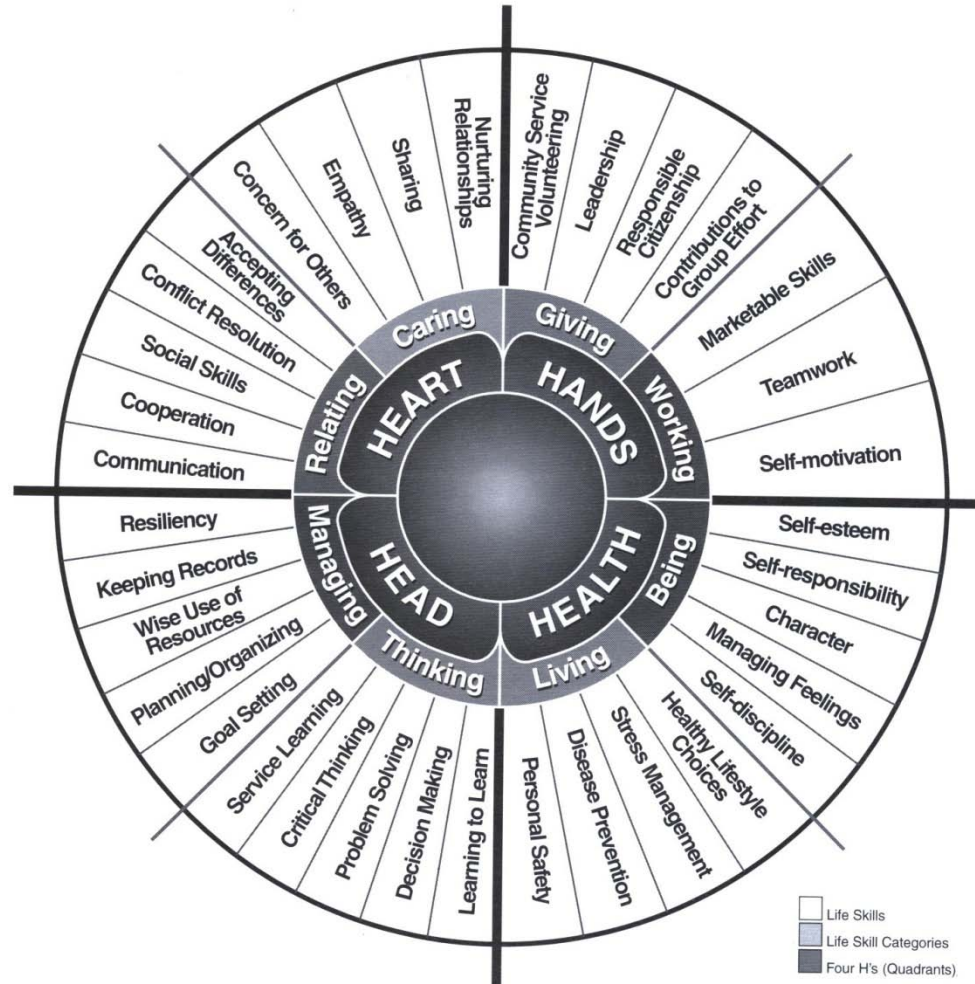 Nurturing
Relationships
Sharing
Empathy
Concern for Others
Accepting
Differences
Conflict Resolution
Social Skills
Cooperation
Communication
Community Service
Volunteering
Leadership
Responsible
Citizenship
Contributions to
Group Effort
Marketable Skills
Teamwork
Self-motivation
Caring
Giving
Relating
HEART
HANDS
Working
Managing
HEAD
HEALTH
Being
Thinking
Living
Resiliency
Keeping Records
Wise Use of
Resources
Planning/Organizing
Goal Setting
Service Learning
Critical Thinking
Problem Solving
Decision Making
Learning to Learn
Self-esteem
Self-responsibility
Character
Managing Feelings
Self-discipline
Healthy Lifestyle
Choices
Stress Management
Disease Prevention
Personal Safety
Life Skills
Life Skill Categories
Four H's (Quadrants)